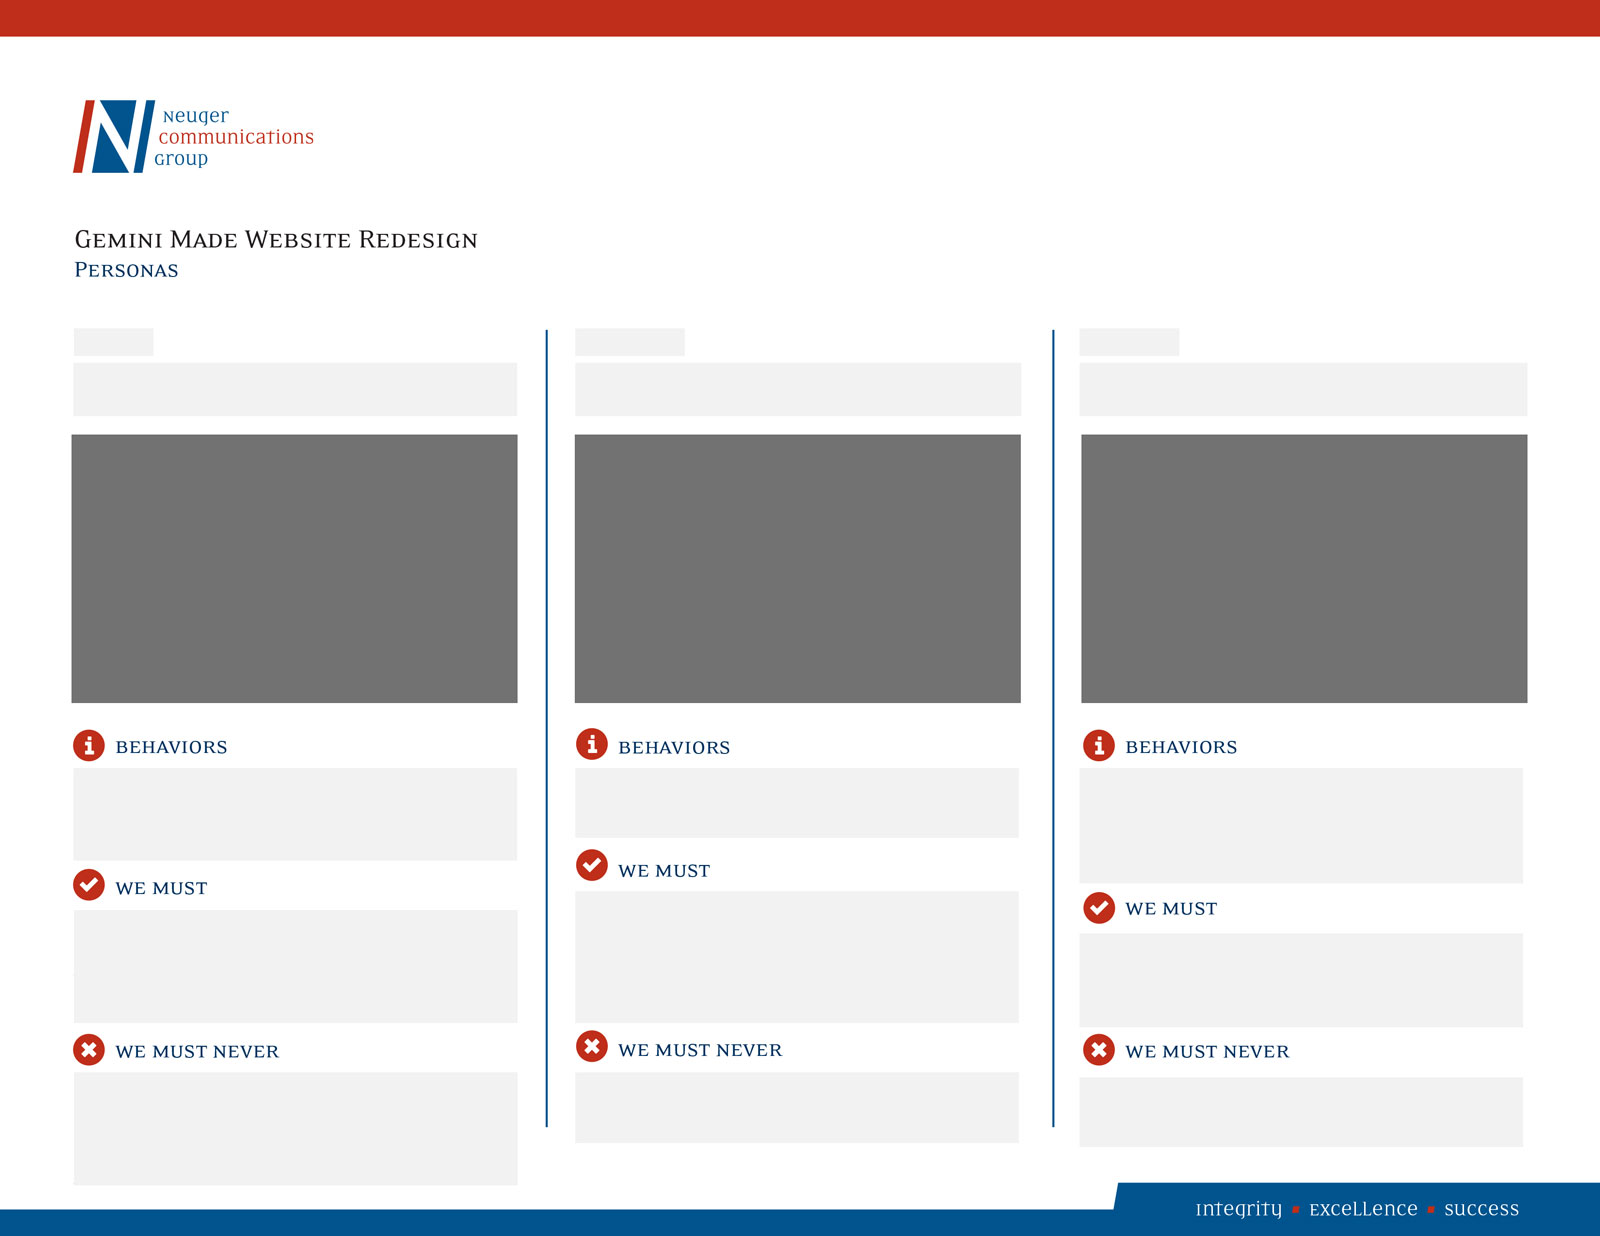 Neuger
communications
Group
Gemini Made Website Redesign
Personas
BEHAVIORS
WE MUST
WE MUST NEVER
BEHAVIORS
WE MUST
WE MUST NEVER
BEHAVIORS
WE MUST
WE MUST NEVER
Integrity ▪ Excellence ▪ Success